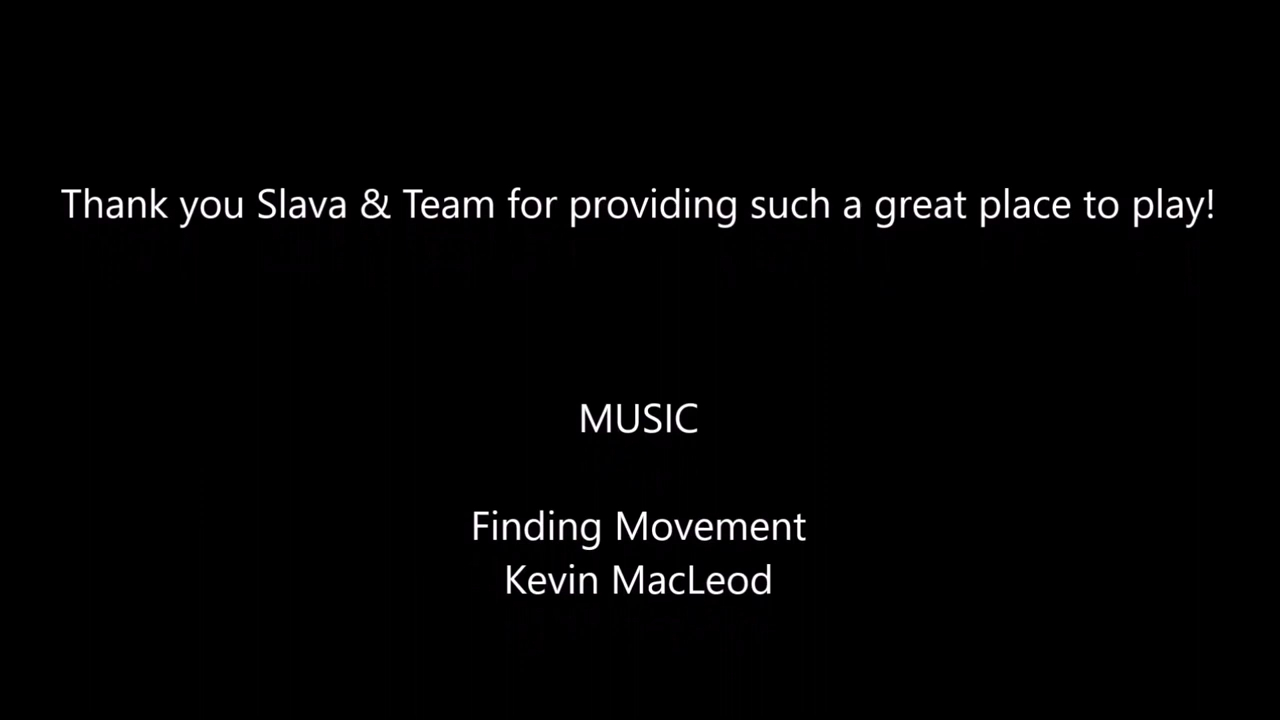 Thank you Slava & Team for providing such a great place to play!
MUSIC
Finding Movement
Kevin MacLeod